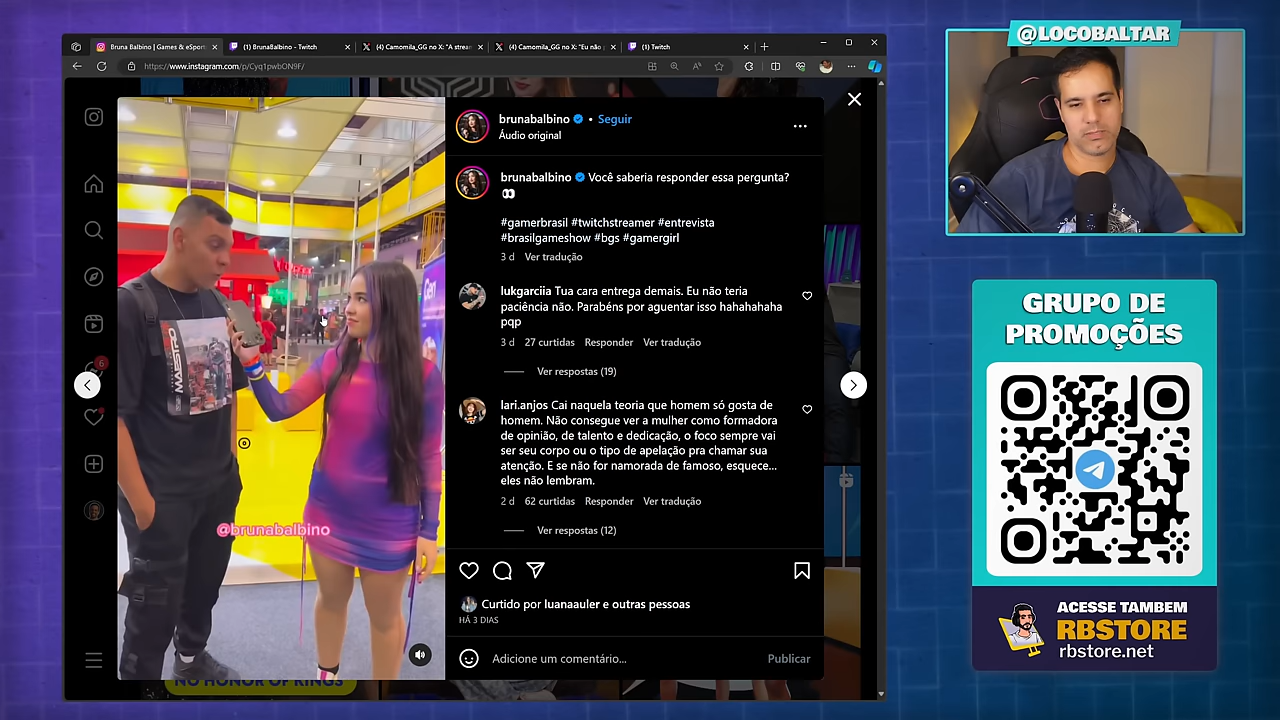 Bruna Balbino | Games & eSport
(1) BrunaBalbino - Twitch
(4) Camomila_GG no X: "A strean
(4) Camomila_GG no X: "Eu não p
(1) Twitch
https://www.instagram.com/p/Cyq1pwbON9F/
@LOCOBALTAR
brunabalbino • Seguir
Áudio original
brunabalbino Você saberia responder essa pergunta?
#gamerbrasil #twitchstreamer #entrevista
#brasilgameshow #bgs #gamergirl
3 d Ver tradução
lukgarciia Tua cara entrega demais. Eu não teria
paciência não. Parabéns por aguentar isso hahahahaha
pqp
3 d 27 curtidas Responder Ver tradução
Ver respostas (19)
lari.anjos Cai naquela teoria que homem só gosta de
homem. Não consegue ver a mulher como formadora
de opinião, de talento e dedicação, o foco sempre vai
ser seu corpo ou o tipo de apelação pra chamar sua
atenção. E se não for namorada de famoso, esquece...
eles não lembram.
2 d 62 curtidas Responder Ver tradução
Ver respostas (12)
Curtido por luanaauler e outras pessoas
HÁ 3 DIAS
Adicione um comentário...
Publicar
6
MAESTRO
Gen
@brunabalbino
NO HONOR OF KINGS
GRUPO DE
PROMOÇÕES
ACESSE TAMBEM
RBSTORE
rbstore.net